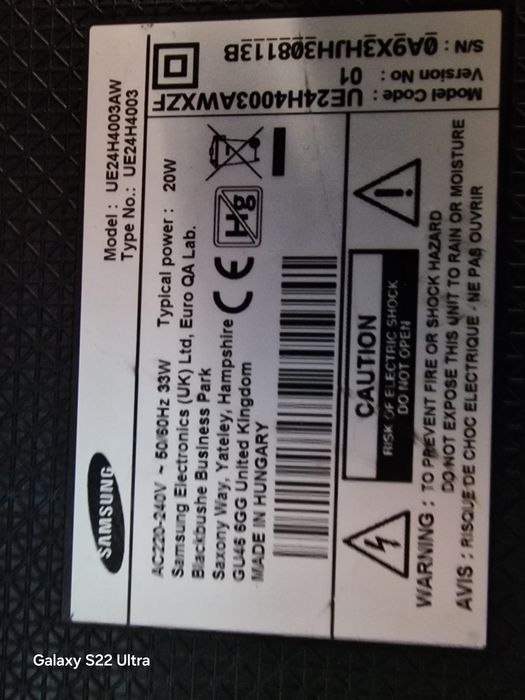 SAMSUNG
Model : UE24H4003AW
Type No.: UE24H4003
AC220-240V ~ 50/60Hz 33W Typical power : 20W
Samsung Electronics (UK) Ltd, Euro QA Lab.
Blackbushe Business Park
Saxony Way, Yateley, Hampshire
GU46 6GG United Kingdom
MADE IN HUNGARY
CE
Hg
Model Code : UE24H4003AWXZF
Version No : 01
S/N : 0A9X3HJH308113B
CAUTION
RISK OF ELECTRIC SHOCK
DO NOT OPEN
WARNING : TO PREVENT FIRE OR SHOCK HAZARD
DO NOT EXPOSE THIS UNIT TO RAIN OR MOISTURE
AVIS : RISQUE DE CHOC ELECTRIQUE - NE PAS OUVRIR
Galaxy S22 Ultra